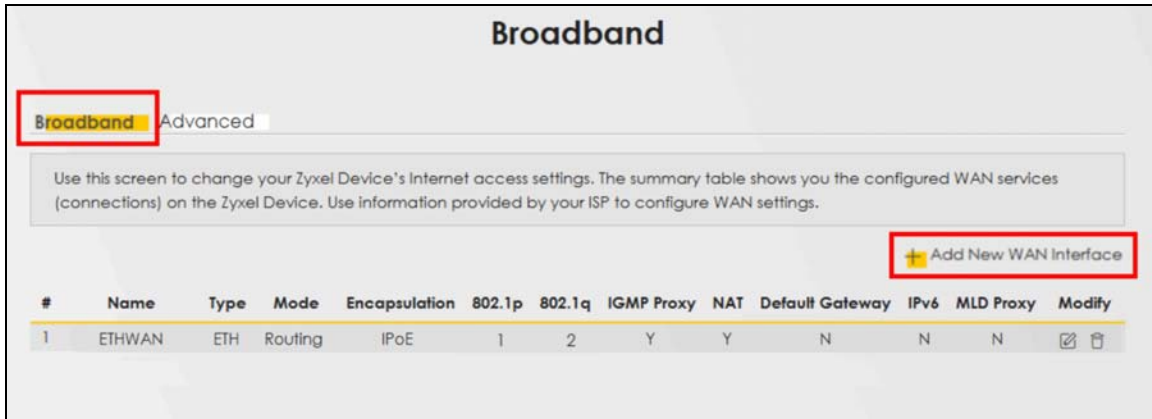 Broadband
Broadband Advanced
Use this screen to change your Zyxel Device's Internet access settings. The summary table shows you the configured WAN services
(connections) on the Zyxel Device. Use information provided by your ISP to configure WAN settings.
+ Add New WAN Interface
# Name Type Mode Encapsulation 802.1p 802.1q IGMP Proxy NAT Default Gateway IPv6 MLD Proxy Modify
1 ETHWAN ETH Routing IPoE 1 2 Y Y N N N